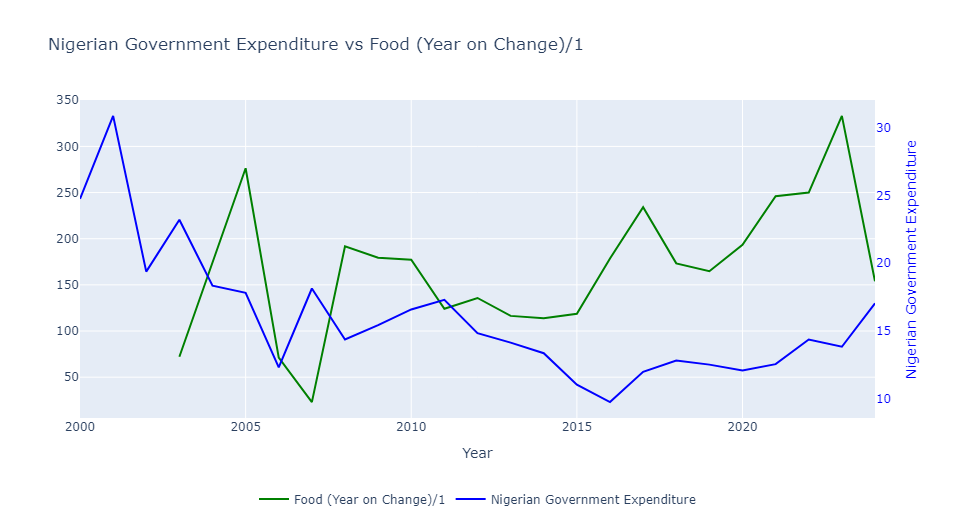 Nigerian Government Expenditure vs Food (Year on Change)/1
350
300
250
200
150
100
50
30
25
20
15
10
Nigerian Government Expenditure
2000 2005 2010 2015 2020
Year
Food (Year on Change)/1 Nigerian Government Expenditure